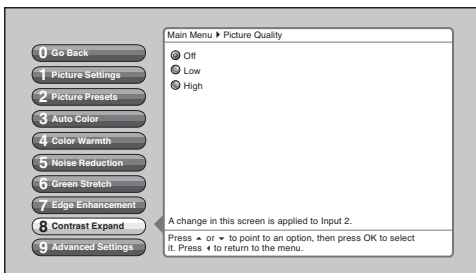 Main Menu ▶ Picture Quality
0 Go Back
1 Picture Settings
2 Picture Presets
3 Auto Color
4 Color Warmth
5 Noise Reduction
6 Green Stretch
7 Edge Enhancement
8 Contrast Expand
9 Advanced Settings
Off
Low
High
A change in this screen is applied to Input 2.
Press ▲ or ▼ to point to an option, then press OK to select
it. Press ◀ to return to the menu.